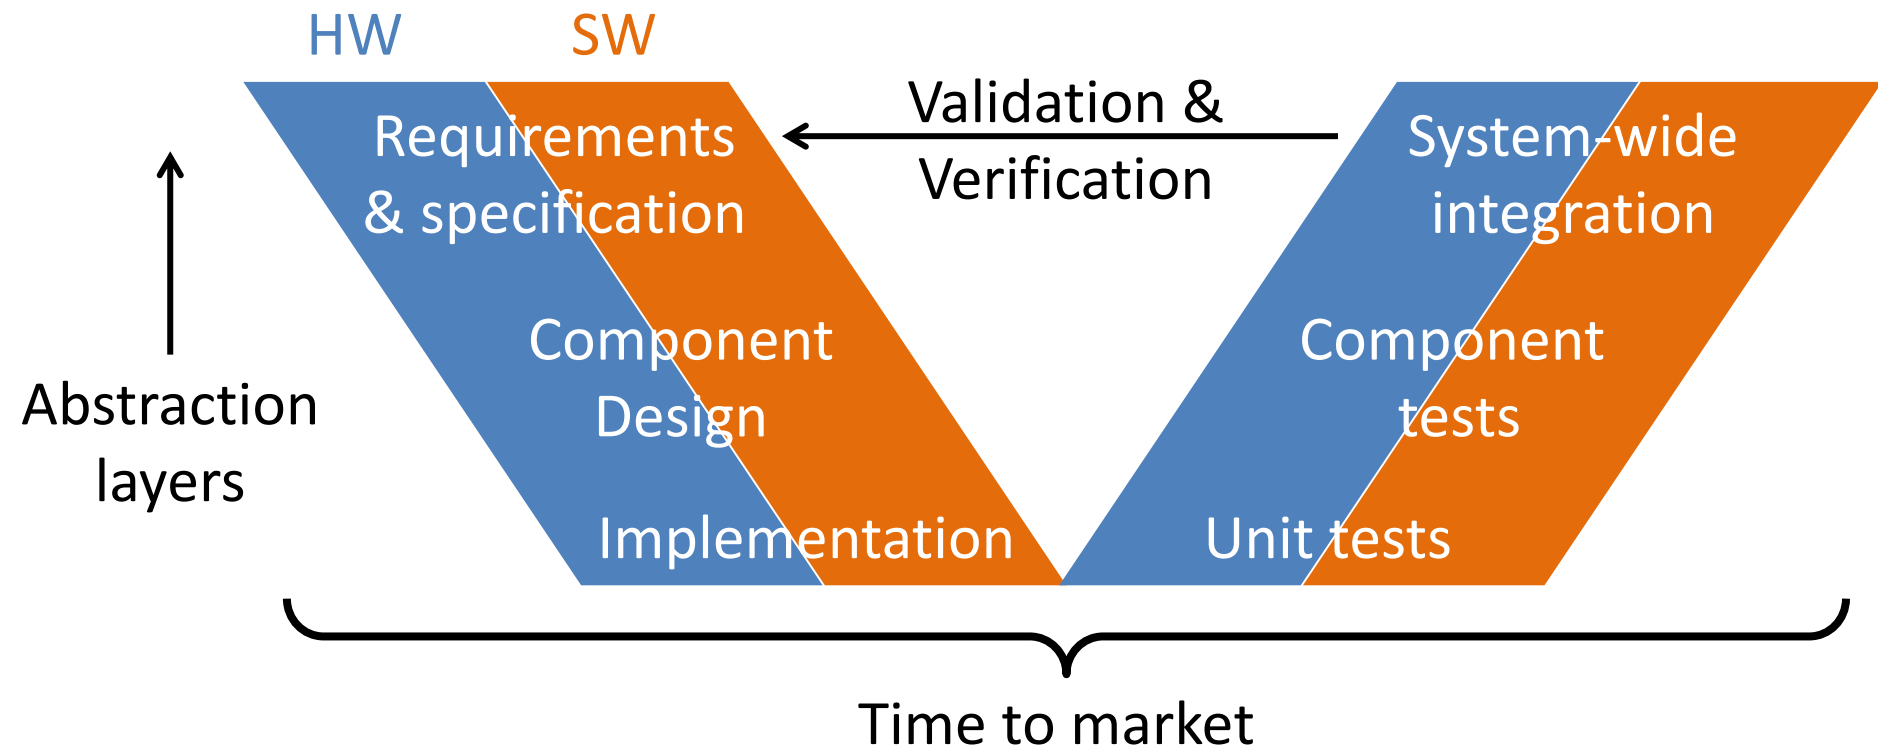 HW
SW
Requirements
& specification
Component
Design
Implementation
Validation &
Verification
System-wide
integration
Component
tests
Unit tests
Abstraction
layers
Time to market